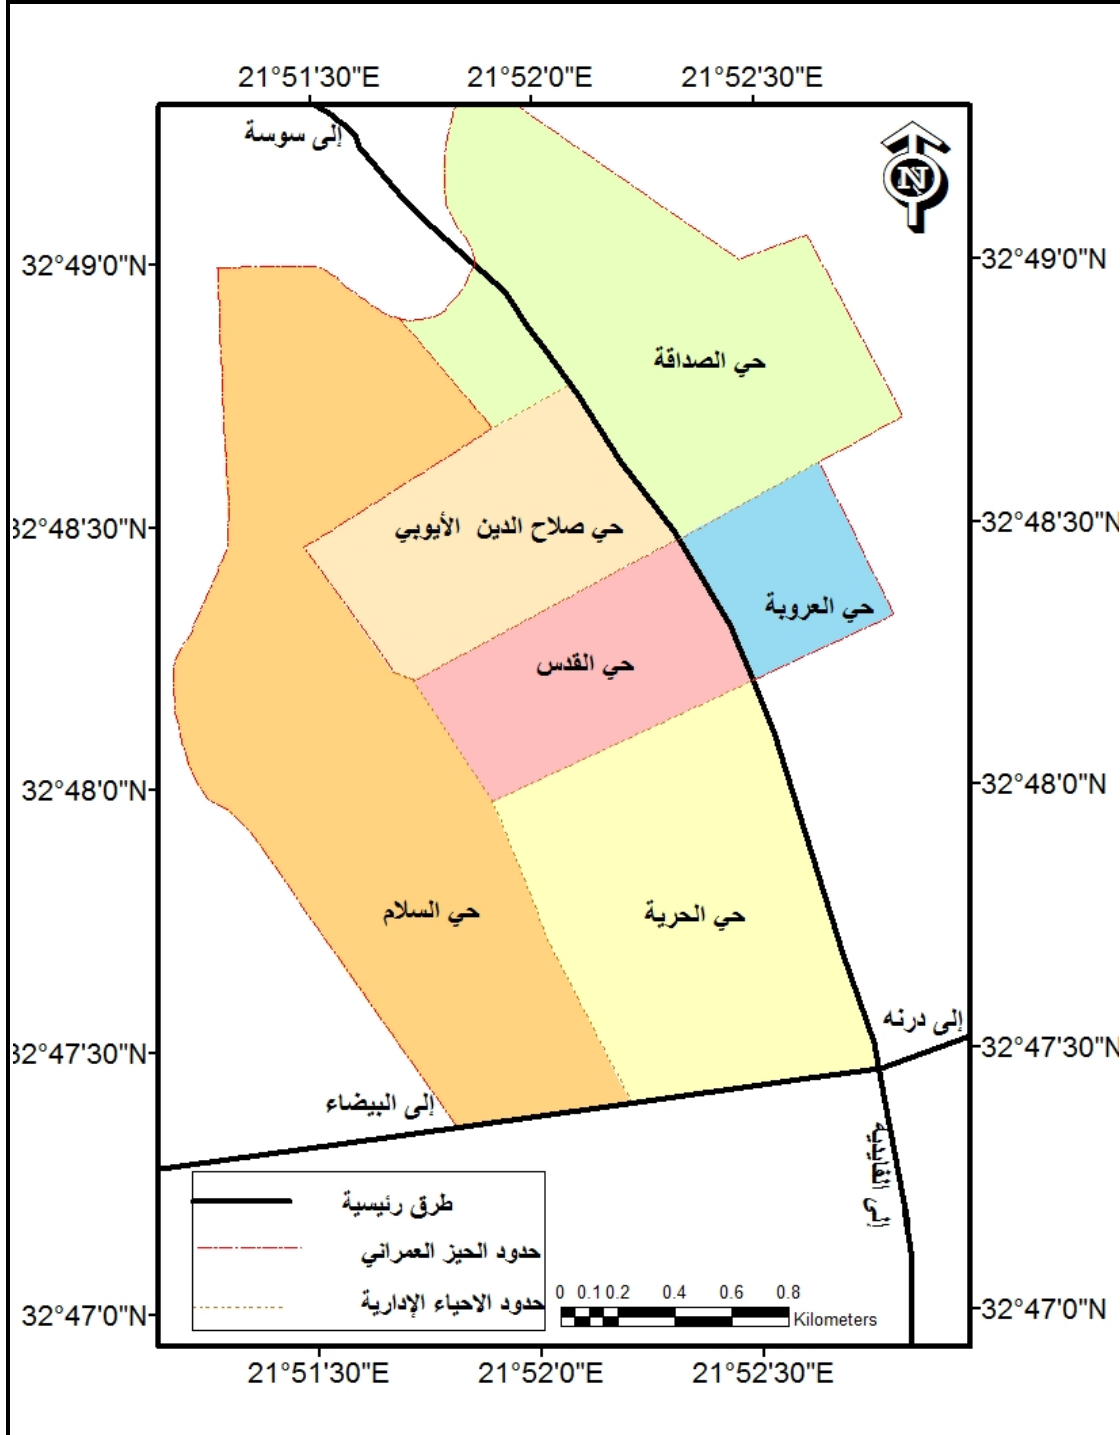 21°51'30"E
21°52'0"E
21°52'30"E
إلى سوسة
N
32°49'0"N
32°49'0"N
حي الصداقة
32°48'30"N
32°48'30"N
حي صلاح الدين الأيوبي
حي العروبة
حي القدس
32°48'0"N
32°48'0"N
حي السلام
حي الحرية
إلى درنه
32°47'30"N
32°47'30"N
إلى البيضاء
إلى القايدية
طرق رئيسية
حدود الحيز العمراني
حدود الاحياء الإدارية
0 0.1 0.2 0.4 0.6 0.8
Kilometers
32°47'0"N
32°47'0"N
21°51'30"E
21°52'0"E
21°52'30"E